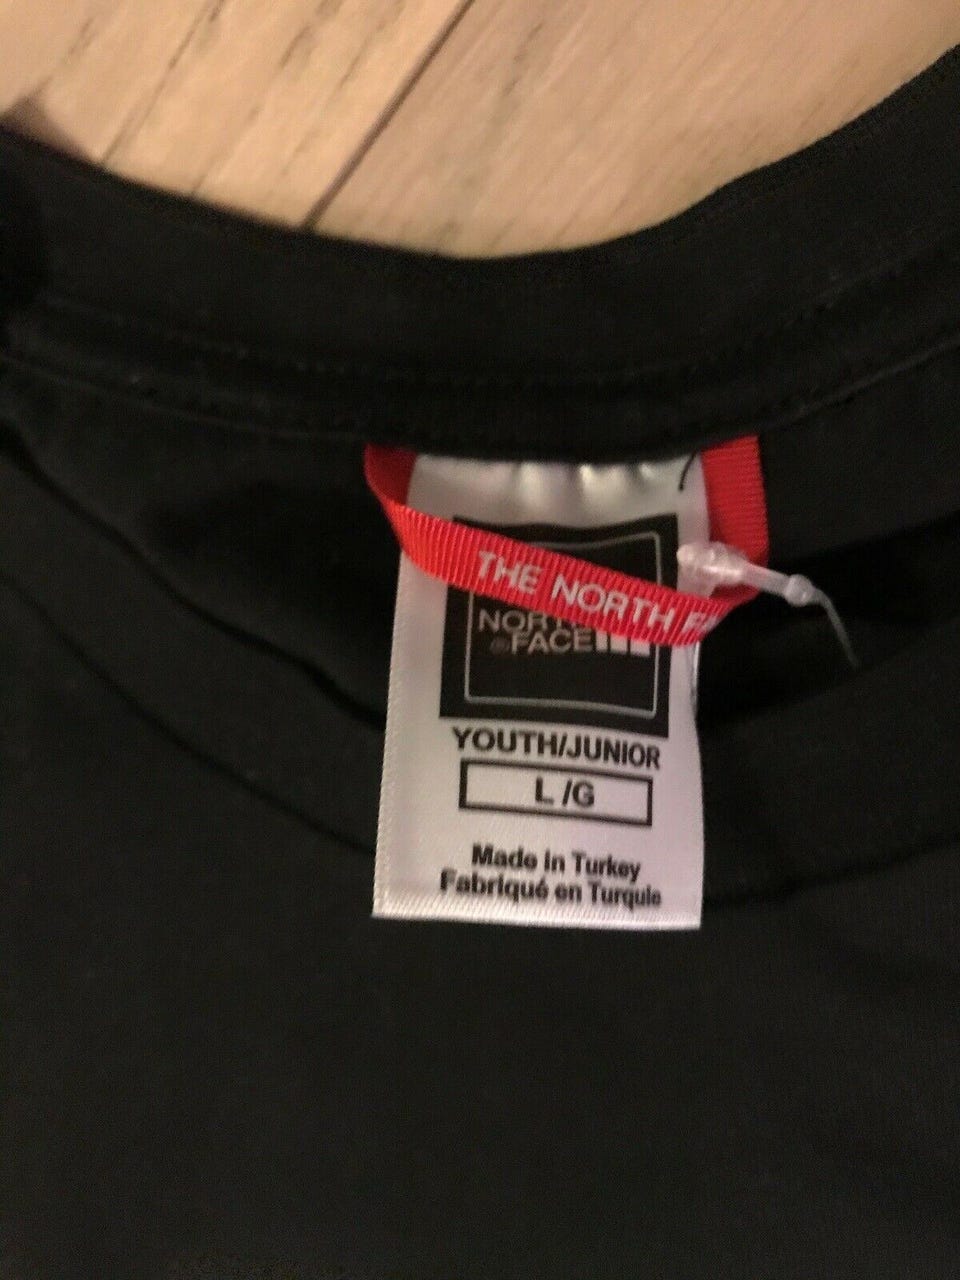 THE NORTH
NORTH
®FACE
YOUTH/JUNIOR
L/G
Made in Turkey
Fabriqué en Turquie